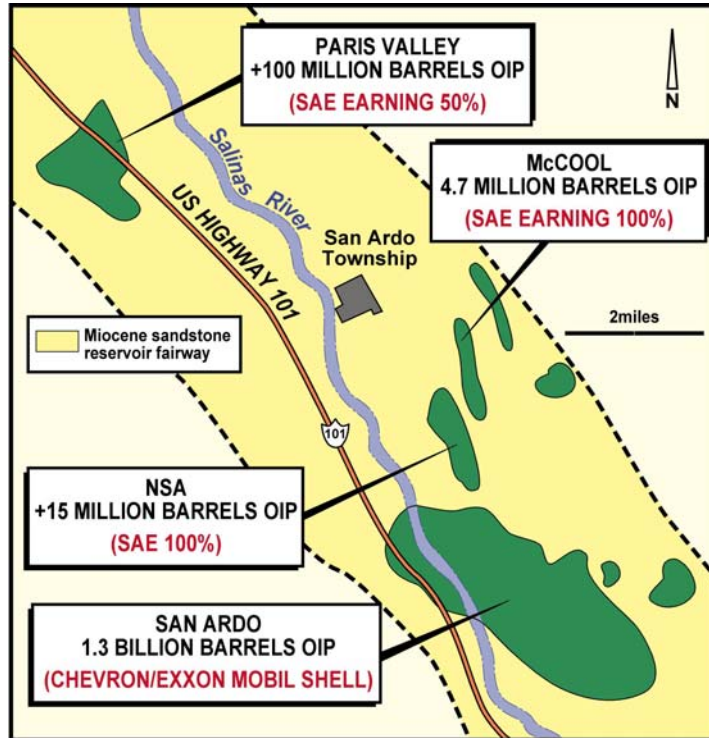 PARIS VALLEY
+100 MILLION BARRELS OIP
(SAE EARNING 50%)
N
McCOOL
4.7 MILLION BARRELS OIP
(SAE EARNING 100%)
Salinas River
US HIGHWAY 101
San Ardo
Township
2miles
Miocene sandstone
reservoir fairway
101
NSA
+15 MILLION BARRELS OIP
(SAE 100%)
SAN ARDO
1.3 BILLION BARRELS OIP
(CHEVRON/EXXON MOBIL SHELL)